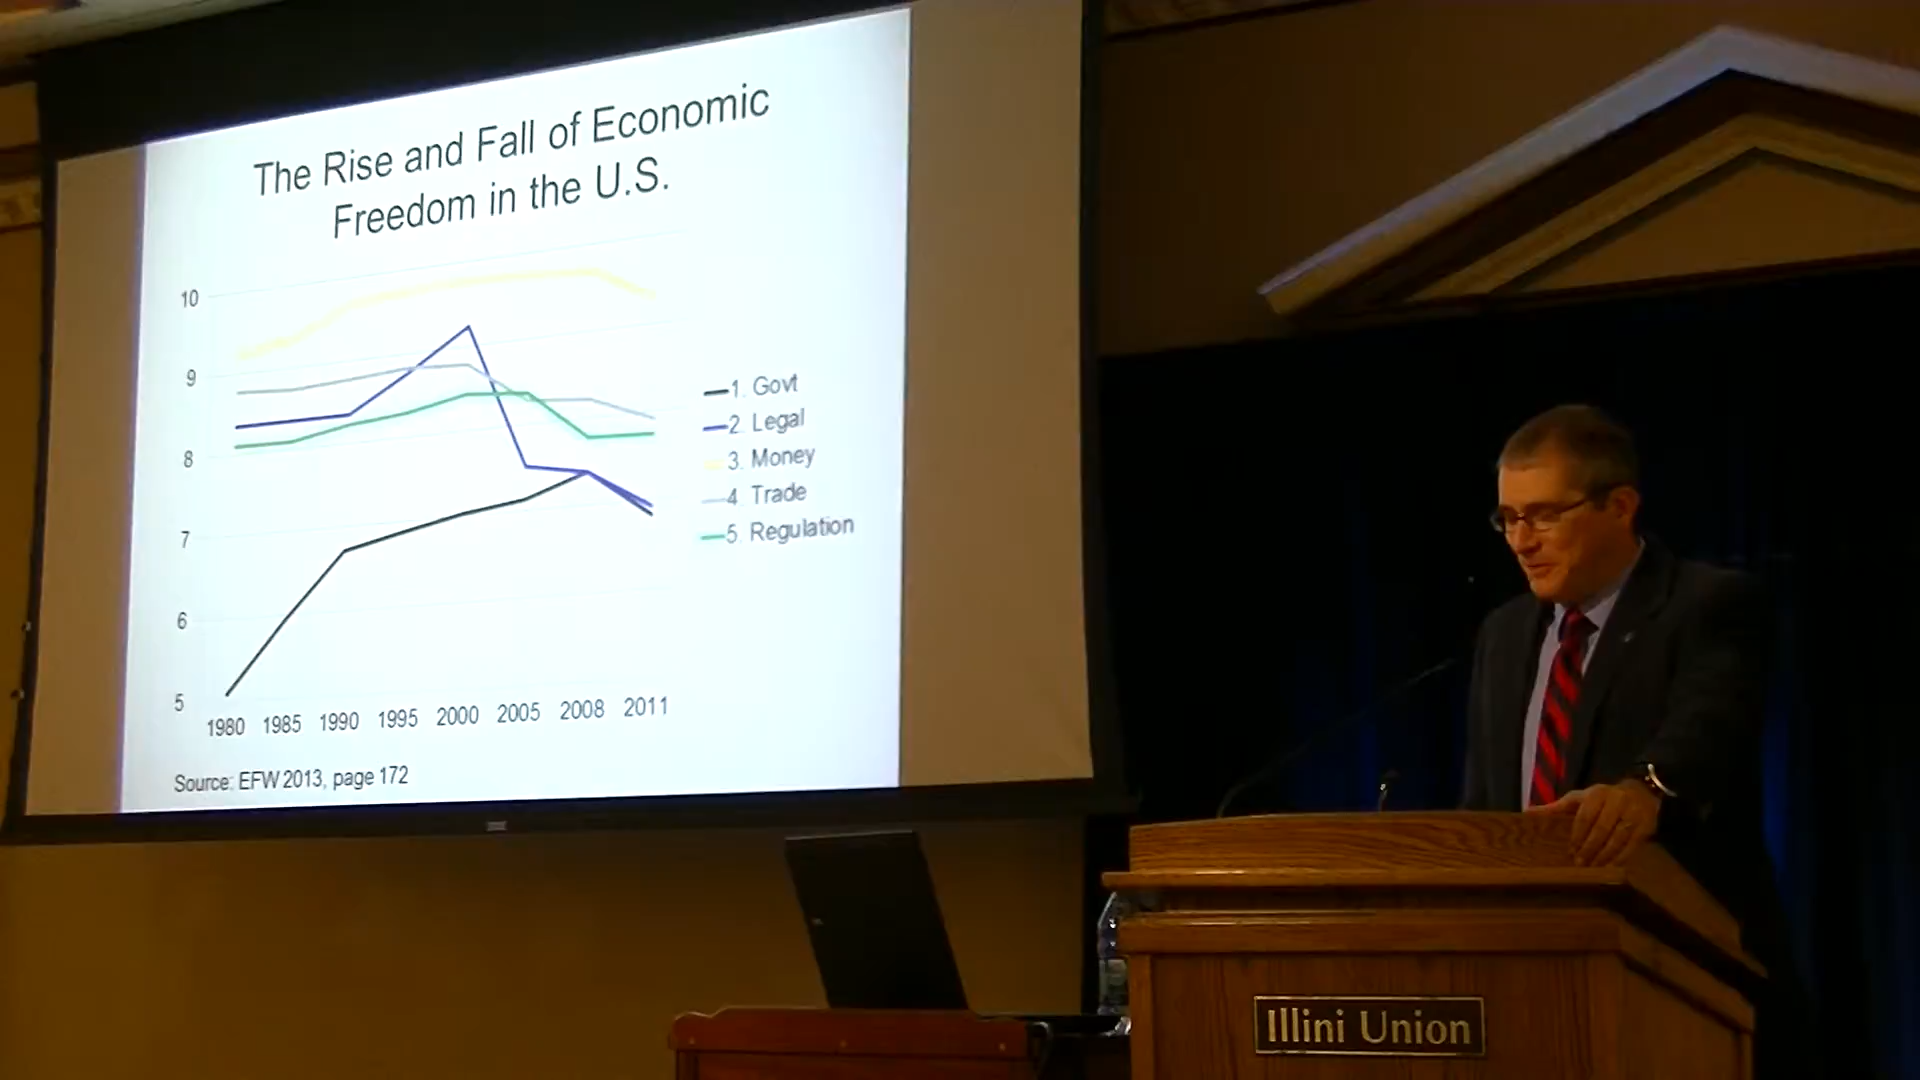 The Rise and Fall of Economic
Freedom in the U.S.
10
9
8
7
6
5
1980 1985 1990 1995 2000 2005 2008 2011
1. Govt
2. Legal
3. Money
4. Trade
5. Regulation
Source: EFW 2013, page 172
Illini Union